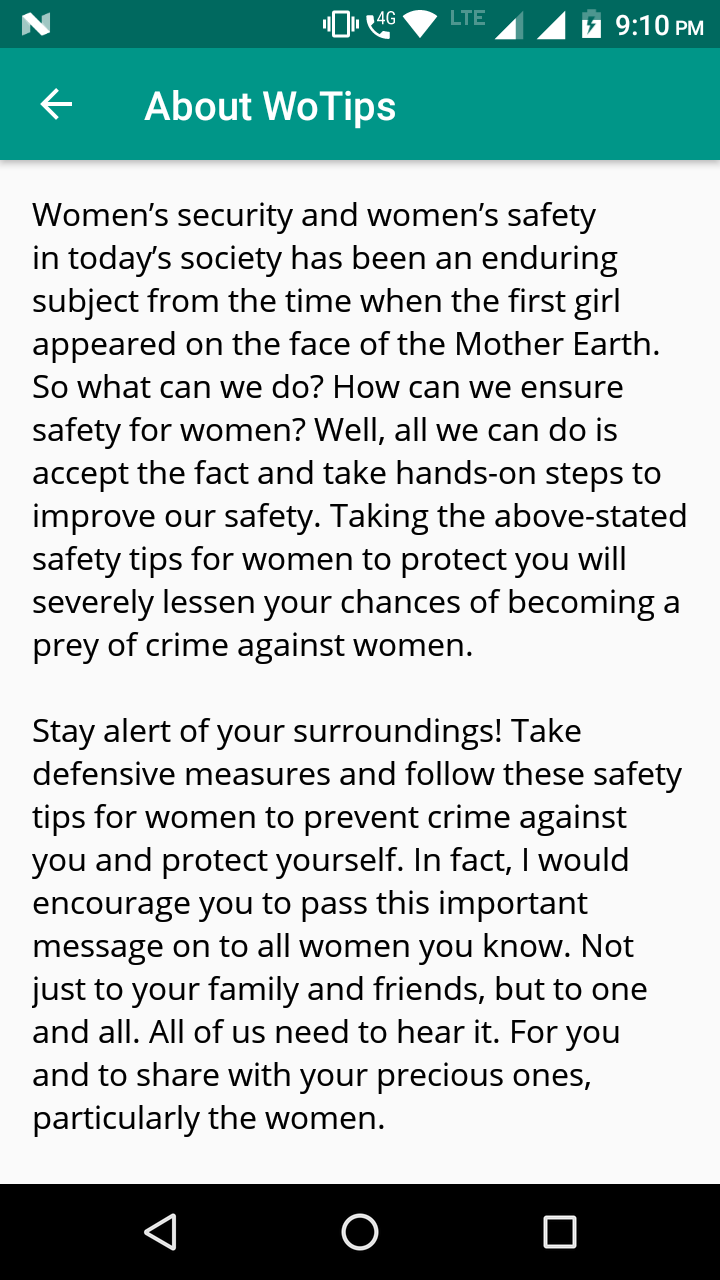 4G LTE 9:10 PM
About WoTips
Women’s security and women’s safety
in today’s society has been an enduring
subject from the time when the first girl
appeared on the face of the Mother Earth.
So what can we do? How can we ensure
safety for women? Well, all we can do is
accept the fact and take hands-on steps to
improve our safety. Taking the above-stated
safety tips for women to protect you will
severely lessen your chances of becoming a
prey of crime against women.
Stay alert of your surroundings! Take
defensive measures and follow these safety
tips for women to prevent crime against
you and protect yourself. In fact, I would
encourage you to pass this important
message on to all women you know. Not
just to your family and friends, but to one
and all. All of us need to hear it. For you
and to share with your precious ones,
particularly the women.